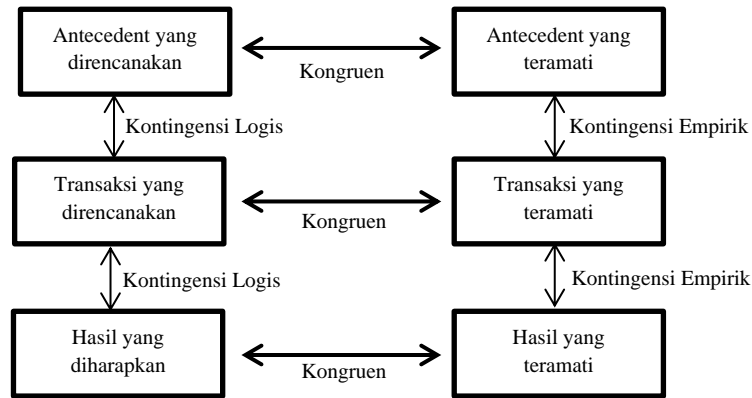 Antecedent yang
direncanakan
Kongruen
Antecedent yang
teramati
Kontingensi Logis
Kontingensi Empirik
Transaksi yang
direncanakan
Kongruen
Transaksi yang
teramati
Kontingensi Logis
Kontingensi Empirik
Hasil yang
diharapkan
Kongruen
Hasil yang
teramati